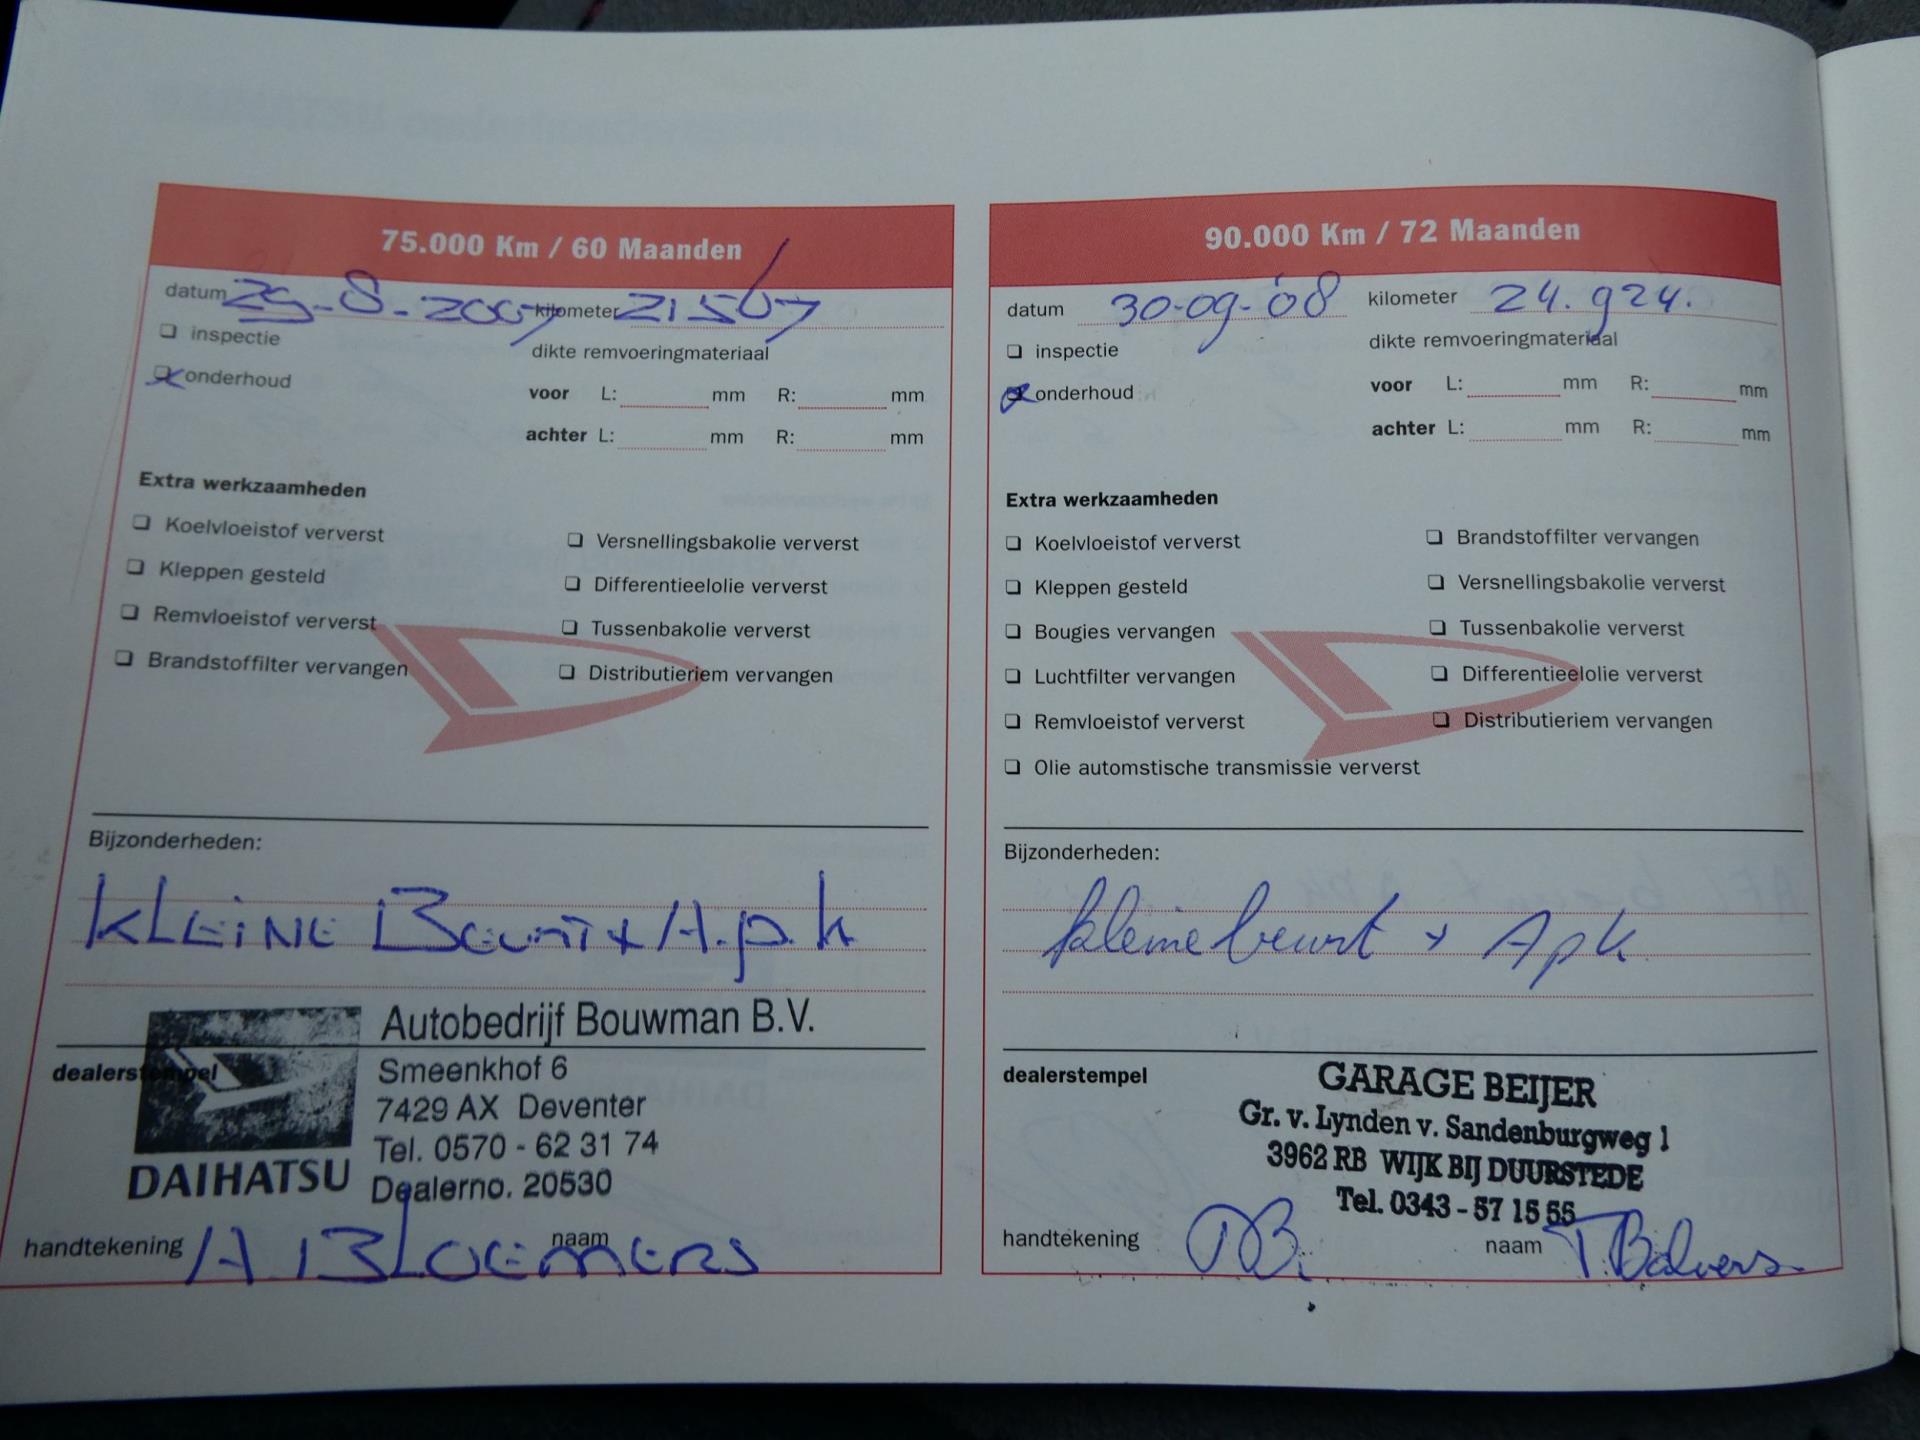 75.000 Km / 60 Maanden
datum 29-8-2007 kilometer 21567
inspectie
dikte remvoeringmateriaal
onderhoud
voor L: mm R: mm
achter L: mm R: mm
Extra werkzaamheden
Koelvloeistof ververst
Kleppen gesteld
Remvloeistof ververst
Brandstoffilter vervangen
Versnellingsbakolie ververst
Differentieelolie ververst
Tussenbakolie ververst
Distributieriem vervangen
Bijzonderheden:
KLEINE Beurt + A.p.k
Autobedrijf Bouwman B.V.
dealerstempel
Smeenkhof 6
7429 AX Deventer
Tel. 0570 - 62 31 74
DAIHATSU
Dealerno. 20530
handtekening naam
A BLOEMERS
90.000 Km / 72 Maanden
datum 30-09-'08 kilometer 24.924.
inspectie
dikte remvoeringmateriaal
onderhoud
voor L: mm R: mm
achter L: mm R: mm
Extra werkzaamheden
Koelvloeistof ververst
Kleppen gesteld
Bougies vervangen
Luchtfilter vervangen
Remvloeistof ververst
Olie automstische transmissie ververst
Brandstoffilter vervangen
Versnellingsbakolie ververst
Tussenbakolie ververst
Differentieelolie ververst
Distributieriem vervangen
Bijzonderheden:
kleine beurt + Apk
dealerstempel
GARAGE BEIJER
Gr. v. Lynden v. Sandenburgweg 1
3962 RB WIJK BIJ DUURSTEDE
Tel. 0343 - 57 15 55
handtekening naam T. Balvers